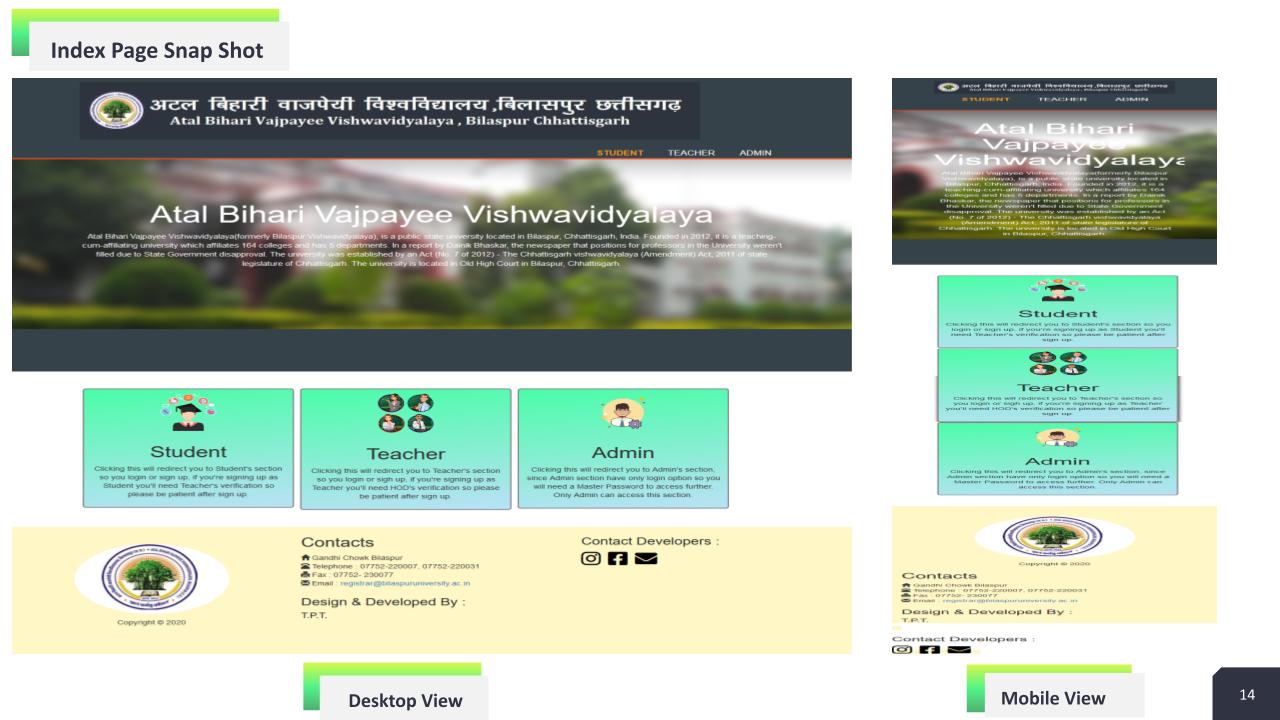 Index Page Snap Shot
अटल बिहारी वाजपेयी विश्वविद्यालय ,बिलासपुर छत्तीसगढ़
Atal Bihari Vajpayee Vishwavidyalaya , Bilaspur Chhattisgarh
STUDENT TEACHER ADMIN
Atal Bihari Vajpayee Vishwavidyalaya
Atal Bihari Vajpayee Vishwavidyalaya(formerly Bilaspur Vishwavidyalaya), is a public state university located in Bilaspur, Chhattisgarh, India. Founded in 2012, it is a teaching-
cum-affiliating university which affiliates 164 colleges and has 5 departments. In a report by Dainik Bhaskar, the newspaper that positions for professors in the University weren't
filled due to State Government disapproval. The university was established by an Act (No. 7 of 2012) - The Chhattisgarh vishwavidyalaya (Amendment) Act, 2011 of state
legislature of Chhattisgarh. The university is located in Old High Court in Bilaspur, Chhattisgarh.
Student
Clicking this will redirect you to Student's section
so you login or sigh up, if you're signing up as
Student you'll need Teacher's verification so
please be patient after sign up.
Teacher
Clicking this will redirect you to Teacher's section
so you login or sigh up, if you're signing up as
Teacher you'll need HOD's verification so please
be patient after sign up.
Admin
Clicking this will redirect you to Admin's section,
since Admin section have only login option so you
will need a Master Password to access further.
Only Admin can access this section.
Copyright © 2020
Contacts
Gandhi Chowk Bilaspur
Telephone : 07752-220007, 07752-220031
Fax : 07752- 230077
Email : registrar@bilaspuruniversity.ac.in
Design & Developed By :
T.P.T.
Contact Developers :
Desktop View
अटल बिहारी वाजपेयी विश्वविद्यालय ,बिलासपुर छत्तीसगढ़
Atal Bihari Vajpayee Vishwavidyalaya , Bilaspur Chhattisgarh
STUDENT TEACHER ADMIN
Atal Bihari
Vajpayee
Vishwavidyalaya
Atal Bihari Vajpayee Vishwavidyalaya(formerly Bilaspur
Vishwavidyalaya), is a public state university located in
Bilaspur, Chhattisgarh, India. Founded in 2012, it is a
teaching-cum-affiliating university which affiliates 164
colleges and has 5 departments. In a report by Dainik
Bhaskar, the newspaper that positions for professors in
the University weren't filled due to State Government
disapproval. The university was established by an Act
(No. 7 of 2012) - The Chhattisgarh vishwavidyalaya
(Amendment) Act, 2011 of state legislature of
Chhattisgarh. The university is located in Old High Court
in Bilaspur, Chhattisgarh.
Student
Clicking this will redirect you to Student's section so you
login or sign up, if you're signing up as Student you'll
need Teacher's verification so please be patient after
sign up.
Teacher
Clicking this will redirect you to Teacher's section so
you login or sigh up, if you're signing up as Teacher
you'll need HOD's verification so please be patient after
sign up.
Admin
Clicking this will redirect you to Admin's section, since
Admin section have only login option so you will need a
Master Password to access further. Only Admin can
access this section.
Copyright © 2020
Contacts
Gandhi Chowk Bilaspur
Telephone : 07752-220007, 07752-220031
Fax : 07752- 230077
Email : registrar@bilaspuruniversity.ac.in
Design & Developed By :
T.P.T.
Contact Developers :
Mobile View
14